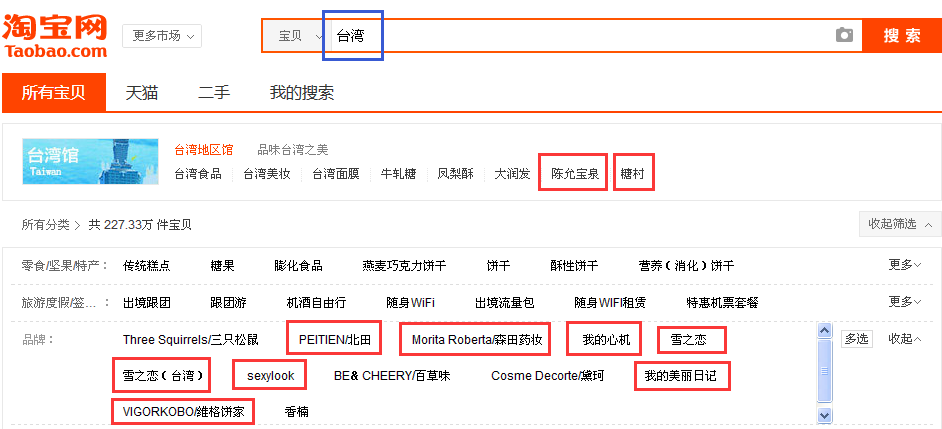 淘宝网
Taobao.com
更多市场
宝贝 台湾
搜 索
所有宝贝 天猫 二手 我的搜索
台湾馆
Taiwan
台湾地区馆 品味台湾之美
台湾食品 台湾美妆 台湾面膜 牛轧糖 凤梨酥 大润发 陈允宝泉 糖村
所有分类 > 共 227.33万 件宝贝 收起筛选
零食/坚果/特产： 传统糕点 糖果 膨化食品 燕麦巧克力饼干 饼干 酥性饼干 营养（消化）饼干 更多
旅游度假/签... ： 出境跟团 跟团游 机酒自由行 随身WiFi 出境流量包 随身WIFI租赁 特惠机票套餐 更多
品牌： Three Squirrels/三只松鼠 PEITIEN/北田 Morita Roberta/森田药妆 我的心机 雪之恋 多选 收起
雪之恋（台湾） sexylook BE& CHEERY/百草味 Cosme Decorte/黛珂 我的美丽日记
VIGORKOBO/维格饼家 香楠